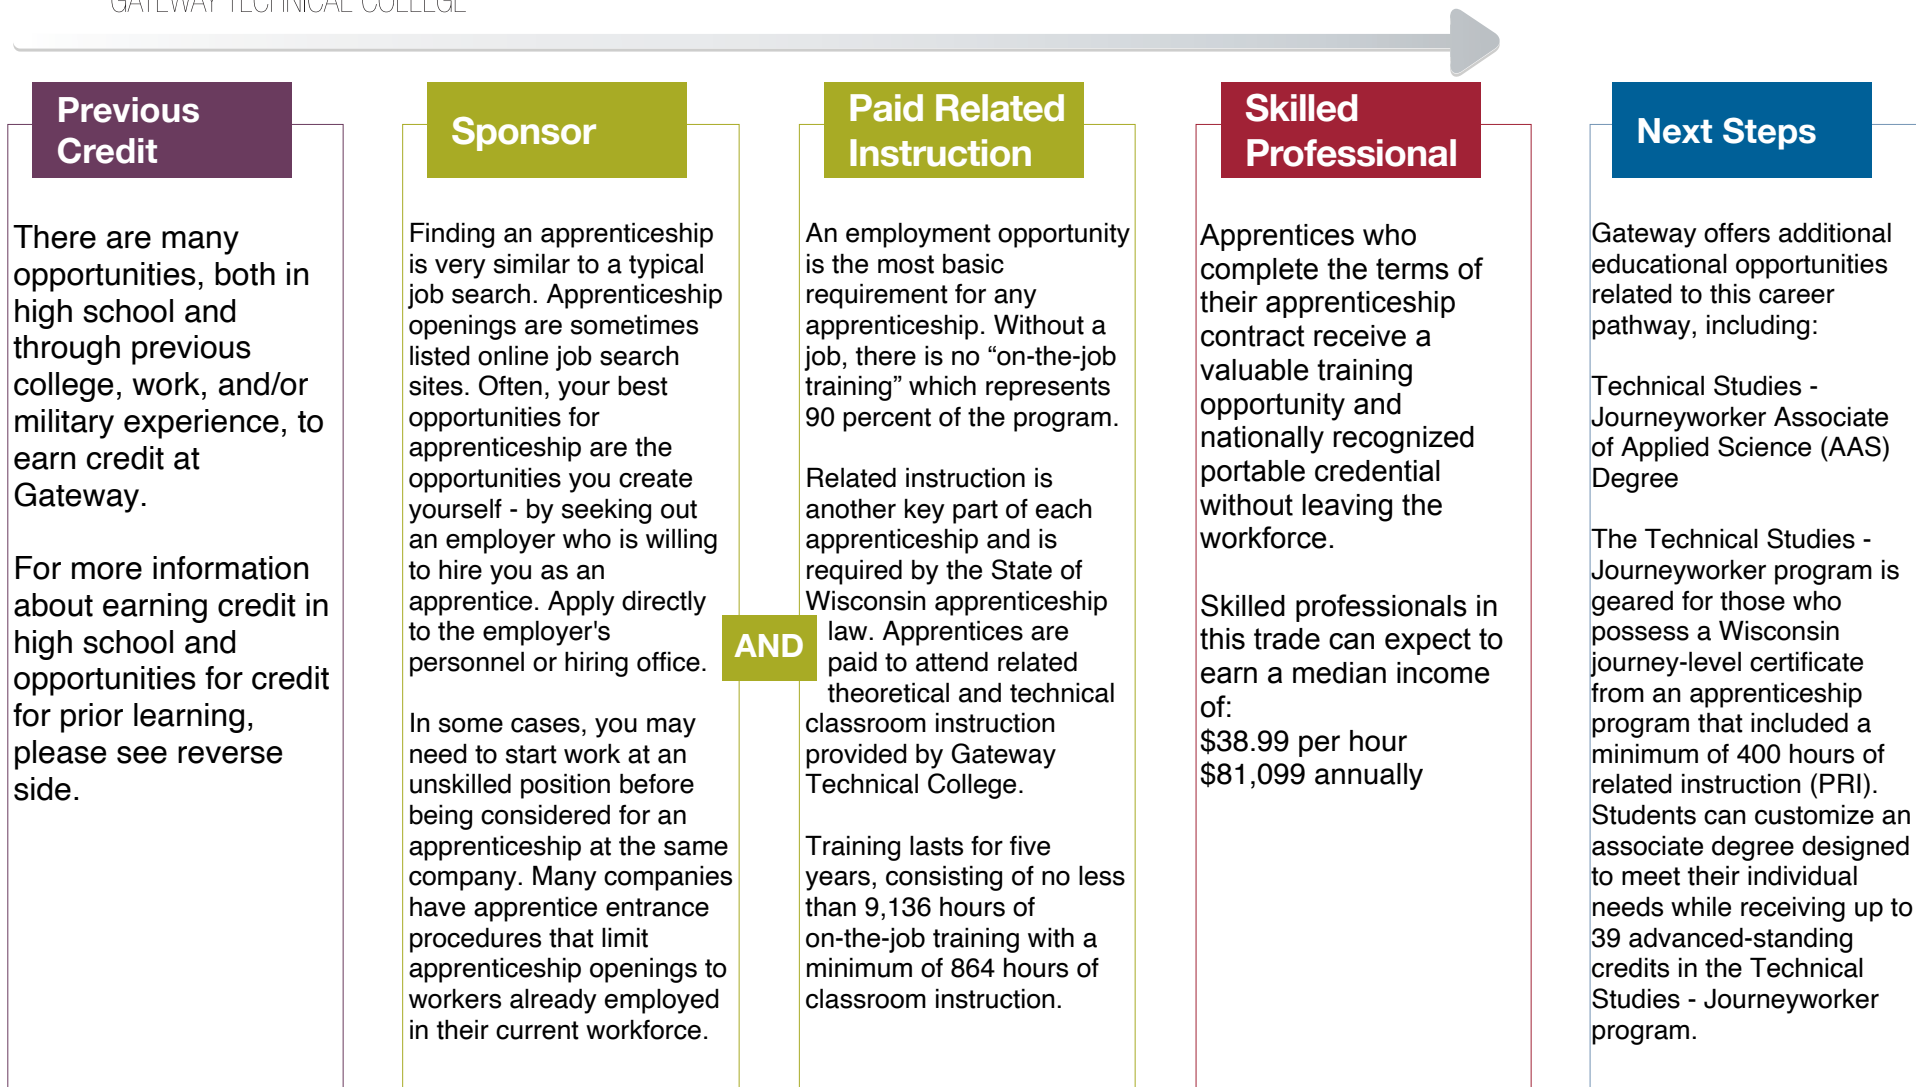 GATEWAY TECHNICAL COLLEGE
Previous
Credit
There are many
opportunities, both in
high school and
through previous
college, work, and/or
military experience, to
earn credit at
Gateway.
For more information
about earning credit in
high school and
opportunities for credit
for prior learning,
please see reverse
side.
Sponsor
Finding an apprenticeship
is very similar to a typical
job search. Apprenticeship
openings are sometimes
listed online job search
sites. Often, your best
opportunities for
apprenticeship are the
opportunities you create
yourself - by seeking out
an employer who is willing
to hire you as an
apprentice. Apply directly
to the employer's
personnel or hiring office.
In some cases, you may
need to start work at an
unskilled position before
being considered for an
apprenticeship at the same
company. Many companies
have apprentice entrance
procedures that limit
apprenticeship openings to
workers already employed
in their current workforce.
AND
Paid Related
Instruction
An employment opportunity
is the most basic
requirement for any
apprenticeship. Without a
job, there is no “on-the-job
training” which represents
90 percent of the program.
Related instruction is
another key part of each
apprenticeship and is
required by the State of
Wisconsin apprenticeship
law. Apprentices are
paid to attend related
theoretical and technical
classroom instruction
provided by Gateway
Technical College.
Training lasts for five
years, consisting of no less
than 9,136 hours of
on-the-job training with a
minimum of 864 hours of
classroom instruction.
Skilled
Professional
Apprentices who
complete the terms of
their apprenticeship
contract receive a
valuable training
opportunity and
nationally recognized
portable credential
without leaving the
workforce.
Skilled professionals in
this trade can expect to
earn a median income
of:
$38.99 per hour
$81,099 annually
Next Steps
Gateway offers additional
educational opportunities
related to this career
pathway, including:
Technical Studies -
Journeyworker Associate
of Applied Science (AAS)
Degree
The Technical Studies -
Journeyworker program is
geared for those who
possess a Wisconsin
journey-level certificate
from an apprenticeship
program that included a
minimum of 400 hours of
related instruction (PRI).
Students can customize an
associate degree designed
to meet their individual
needs while receiving up to
39 advanced-standing
credits in the Technical
Studies - Journeyworker
program.